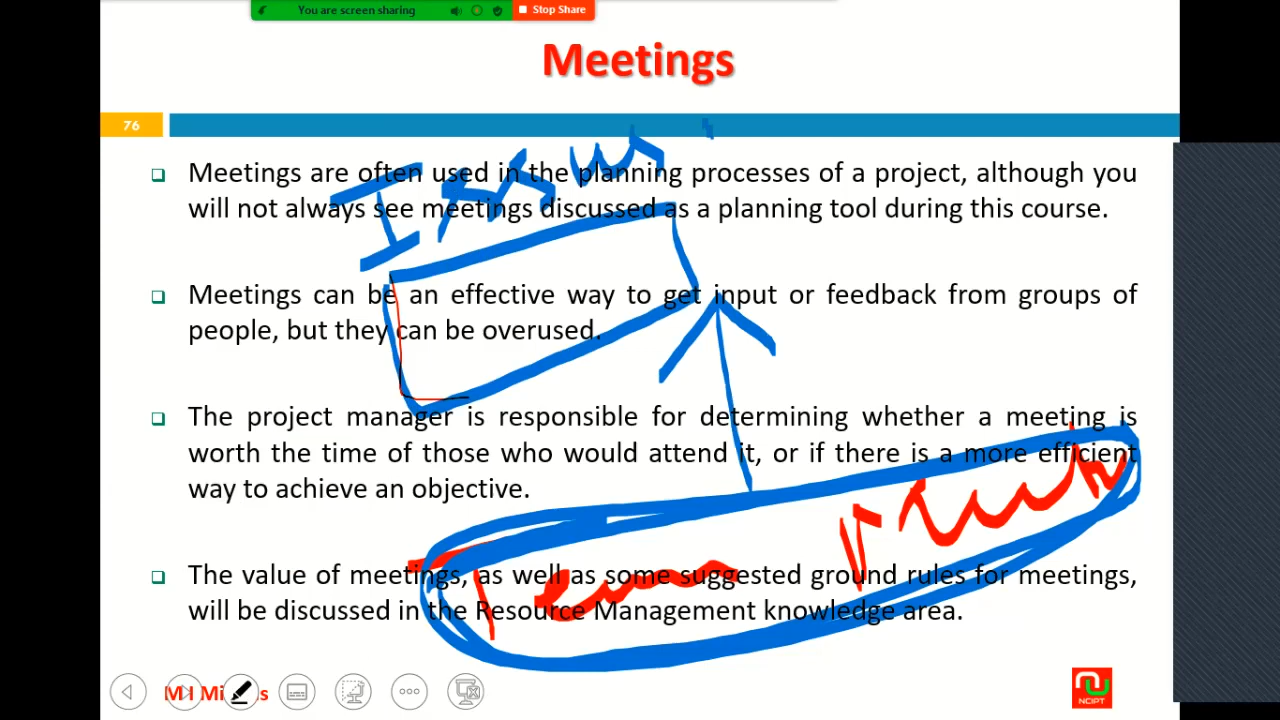 You are screen sharing Stop Share
Meetings
76
Issues
Meetings are often used in the planning processes of a project, although you
will not always see meetings discussed as a planning tool during this course.
Meetings can be an effective way to get input or feedback from groups of
people, but they can be overused.
The project manager is responsible for determining whether a meeting is
worth the time of those who would attend it, or if there is a more efficient
way to achieve an objective.
The value of meetings, as well as some suggested ground rules for meetings,
will be discussed in the Resource Management knowledge area.
Team
NCIPT